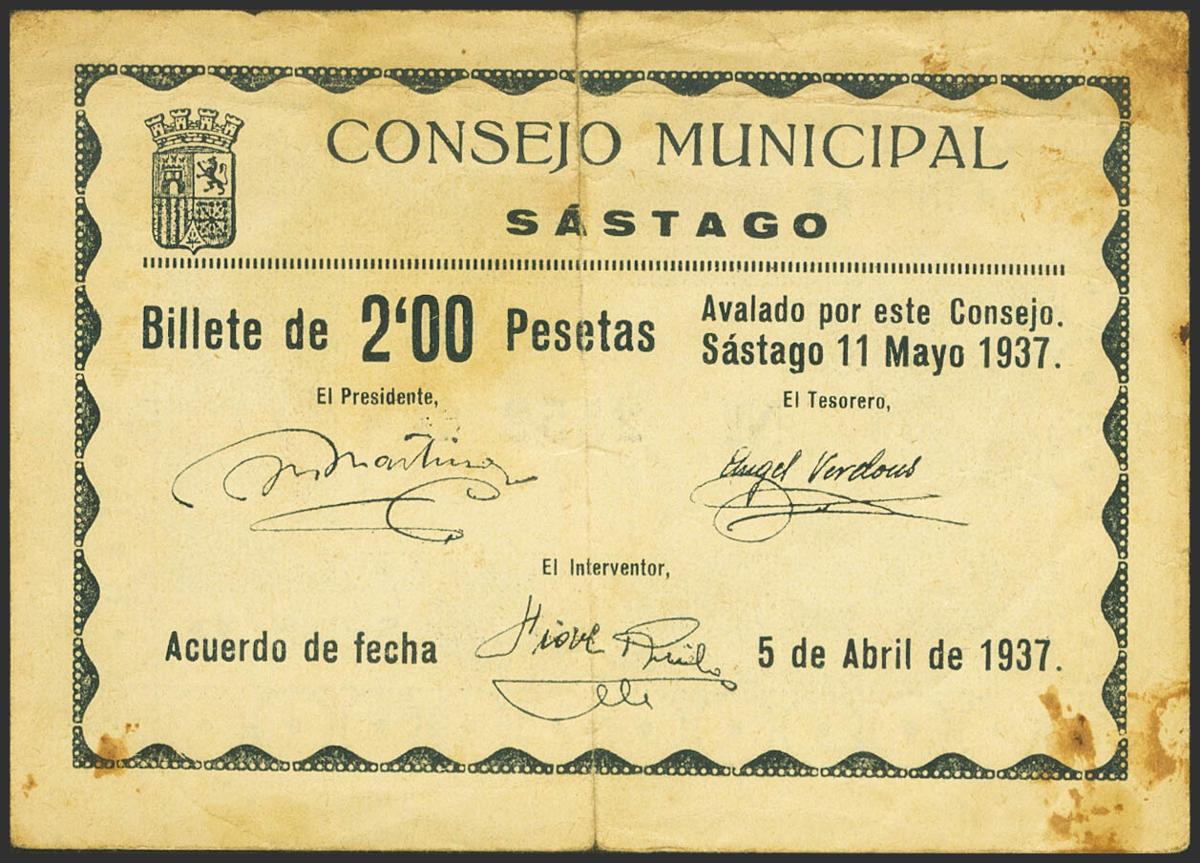 CONSEJO MUNICIPAL
SÁSTAGO
Billete de 2'00 Pesetas
Avalado por este Consejo.
Sástago 11 Mayo 1937.
El Presidente,
El Tesorero,
Angel Verdous
El Interventor,
Acuerdo de fecha 5 de Abril de 1937.